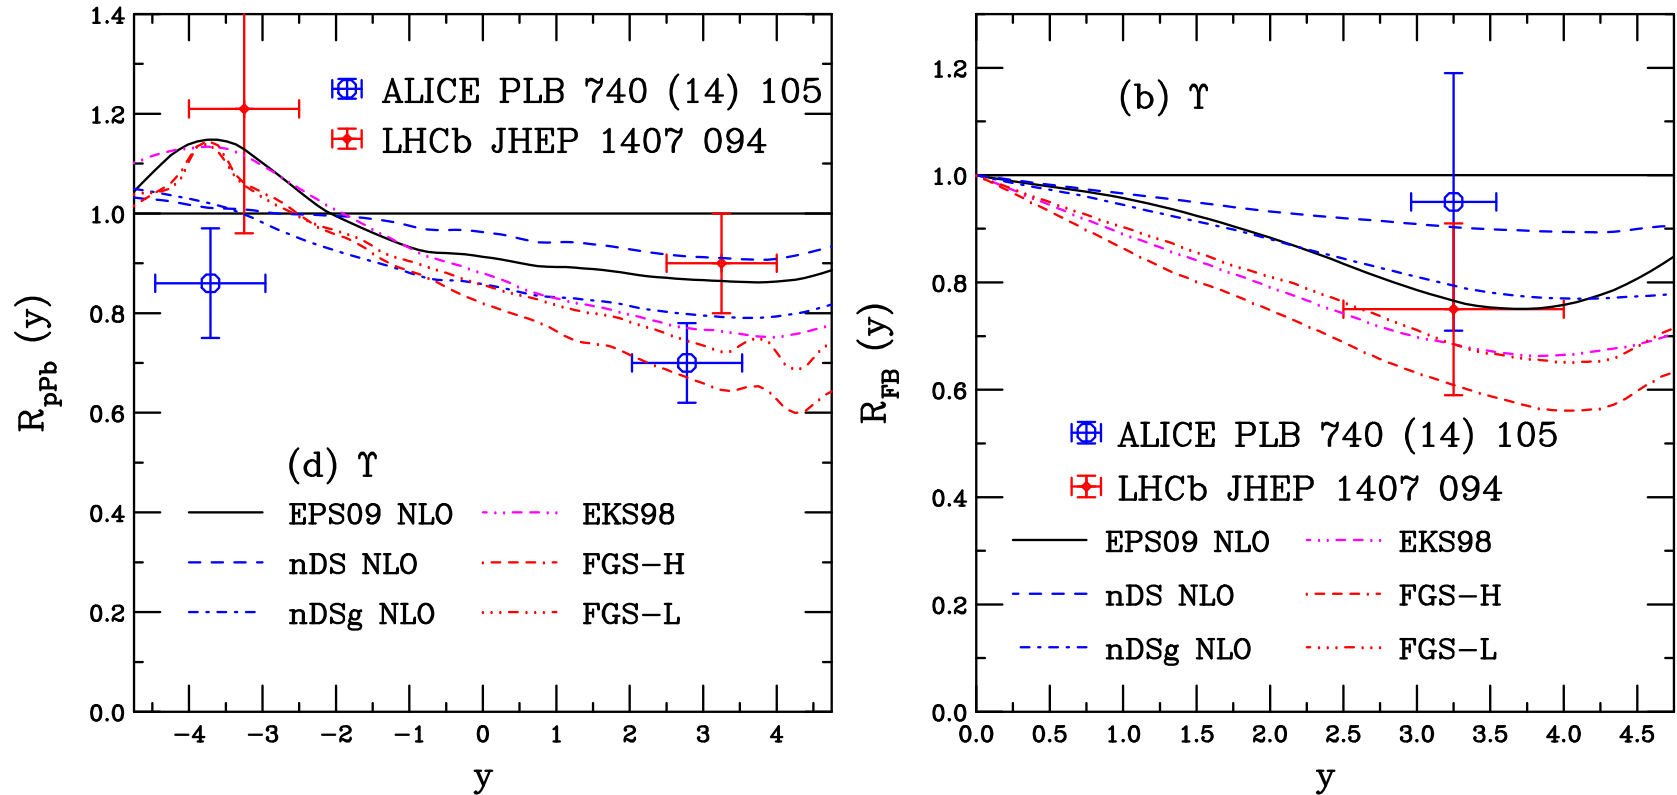 1.4
1.2
1.0
0.8
0.6
0.4
0.2
0.0
R_pPb (y)
ALICE PLB 740 (14) 105
LHCb JHEP 1407 094
(d) ϒ
EPS09 NLO
nDS NLO
nDSg NLO
EKS98
FGS-H
FGS-L
−4 −3 −2 −1 0 1 2 3 4
y
1.2
1.0
0.8
0.6
0.4
0.2
0.0
R_FB (y)
(b) ϒ
ALICE PLB 740 (14) 105
LHCb JHEP 1407 094
EPS09 NLO
nDS NLO
nDSg NLO
EKS98
FGS-H
FGS-L
0.0 0.5 1.0 1.5 2.0 2.5 3.0 3.5 4.0 4.5
y